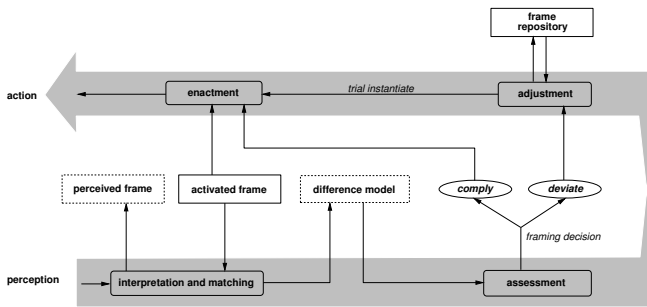 frame
repository
action
enactment
trial instantiate
adjustment
perceived frame
activated frame
difference model
comply
deviate
framing decision
perception
interpretation and matching
assessment